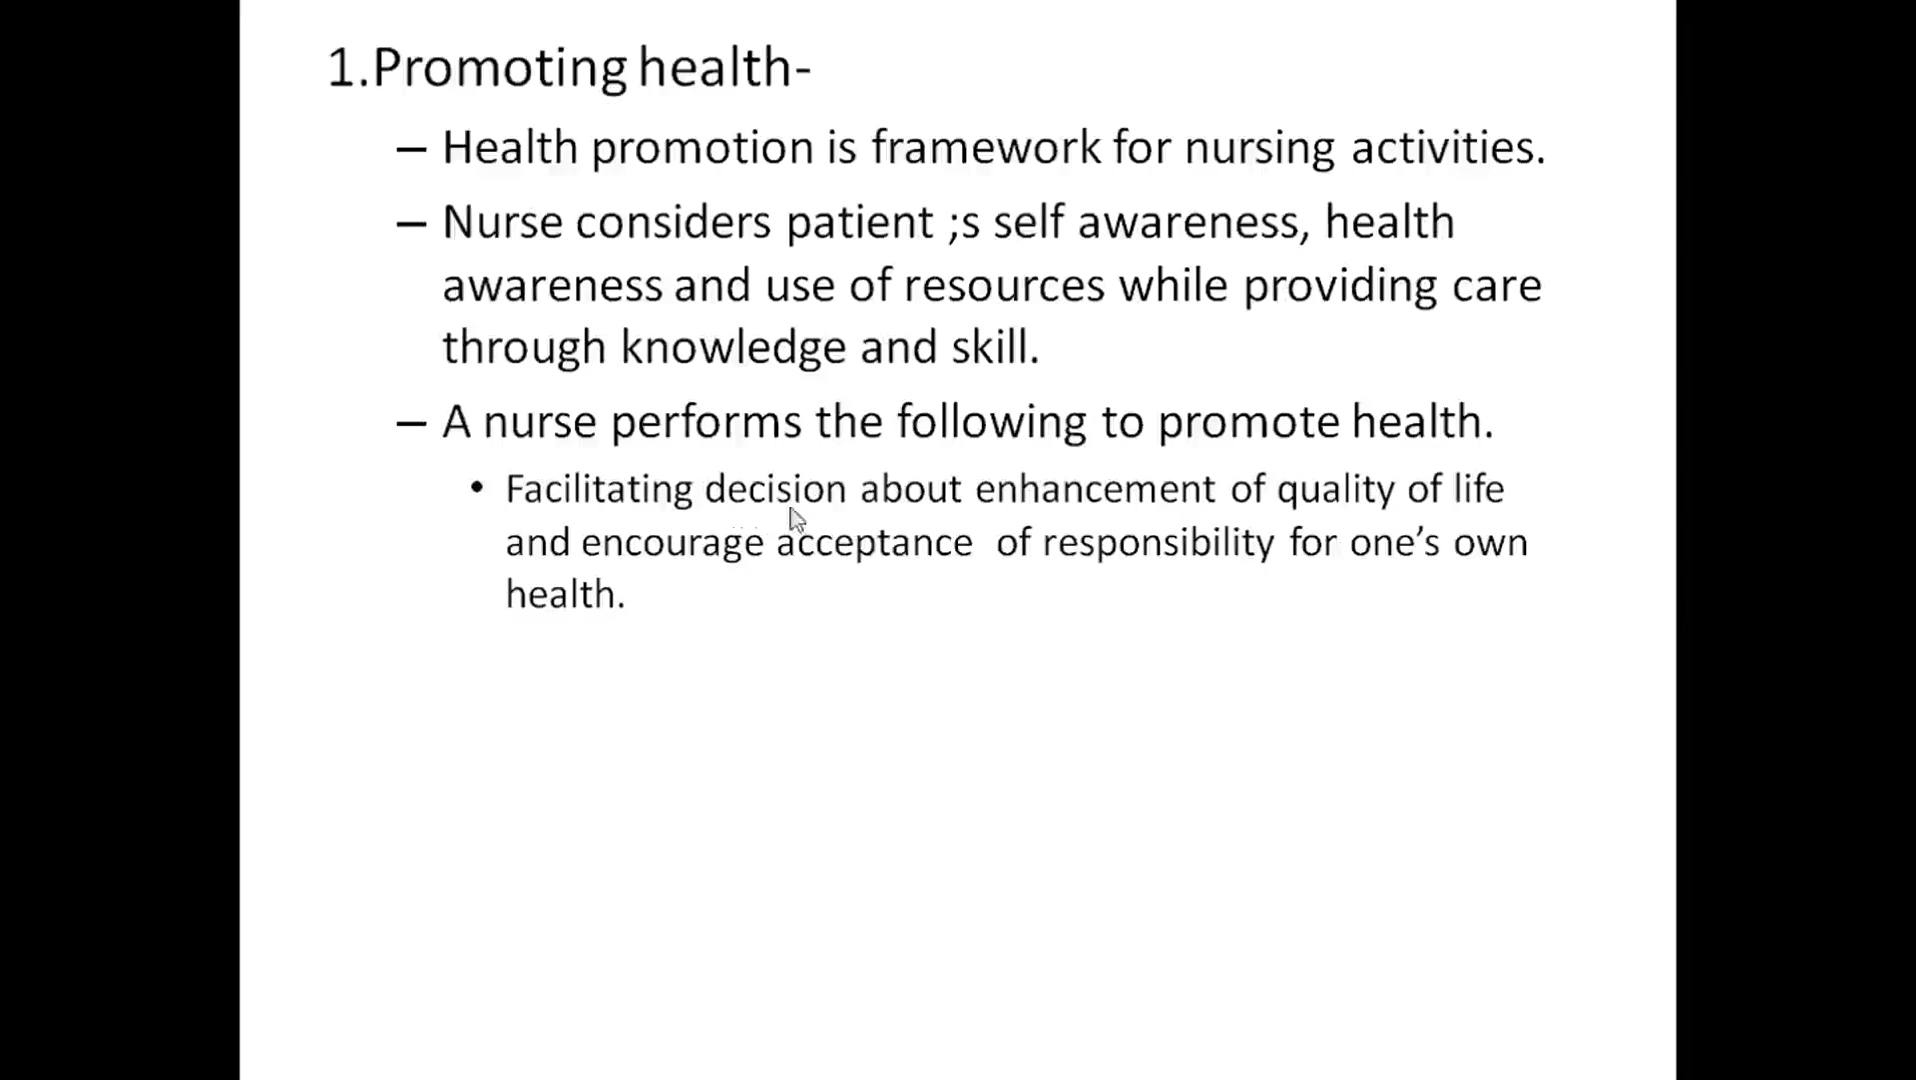 1.Promoting health-
– Health promotion is framework for nursing activities.
– Nurse considers patient ;s self awareness, health
awareness and use of resources while providing care
through knowledge and skill.
– A nurse performs the following to promote health.
• Facilitating decision about enhancement of quality of life
and encourage acceptance  of responsibility for one’s own
health.